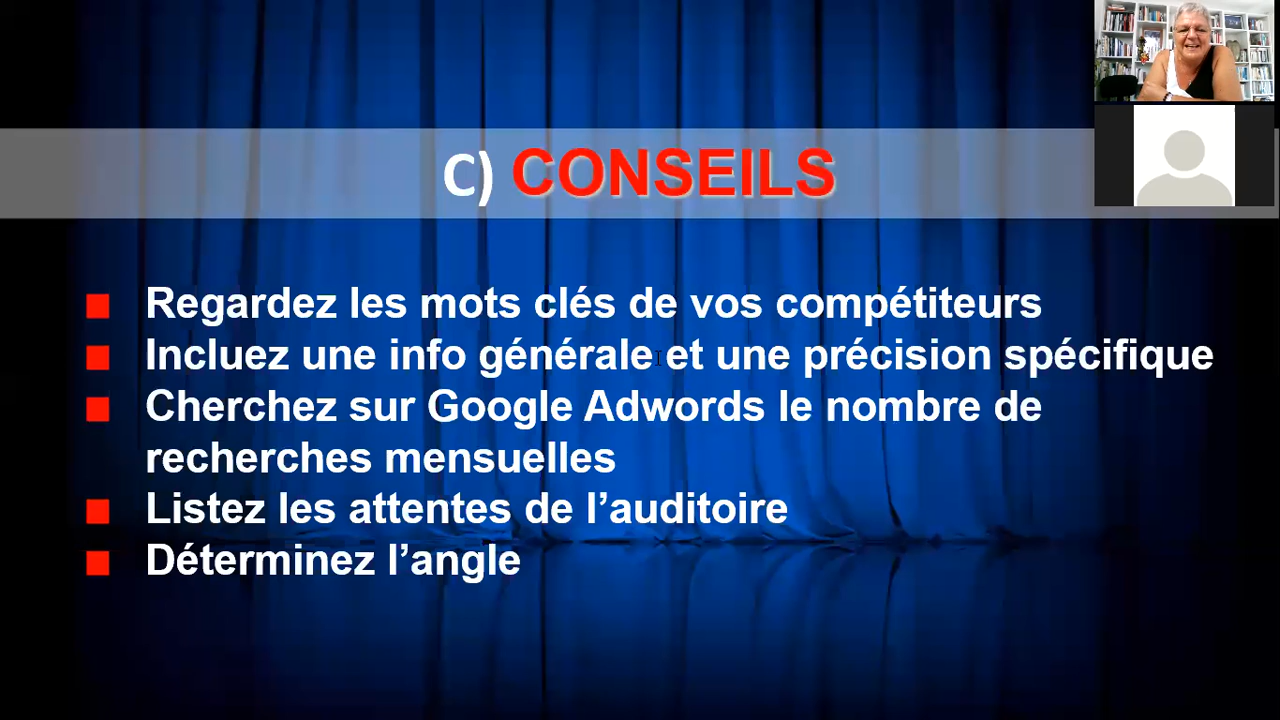 C) CONSEILS
Regardez les mots clés de vos compétiteurs
Incluez une info générale et une précision spécifique
Cherchez sur Google Adwords le nombre de
recherches mensuelles
Listez les attentes de l’auditoire
Déterminez l’angle